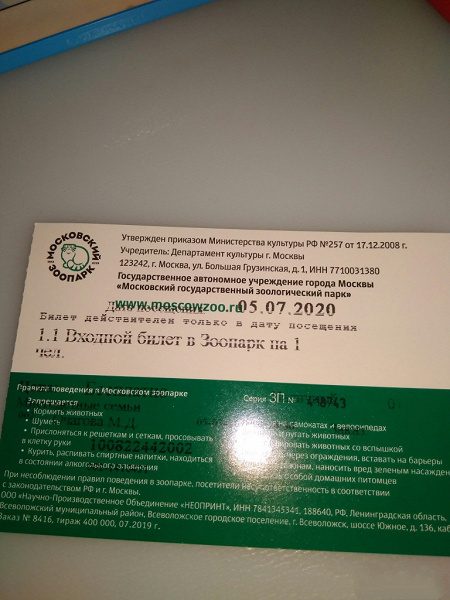 МОСКОВСКИЙ
ЗООПАРК
Утвержден приказом Министерства культуры РФ №257 от 17.12.2008 г.
Учредитель: Департамент культуры г. Москвы
123242, г. Москва, ул. Большая Грузинская, д. 1, ИНН 7710031380
Государственное автономное учреждение города Москвы
«Московский государственный зоологический парк»
www.moscowzoo.ru 05.07.2020
Билет действителен только в дату посещения
1.1 Входной билет в Зоопарк на 1
чел.
Правила поведения в Московском зоопарке
Серия ЗП №
Запрещается:
• Кормить животных
• Шуметь
самокатах и велосипедах
пугать животных
• Прислоняться к решёткам и сеткам, просовывать
в клетку руки
животных со вспышкой
через ограждения, вставать на барьеры
• Курить, распивать спиртные напитки, находиться
в состоянии алкогольного опьянения
наносить вред зеленым насаждениям
с собой домашних питомцев
100822442002
При несоблюдении правил поведения в зоопарке, посетители несут ответственность в соответствии
с законодательством РФ и г. Москвы.
ООО «Научно-Производственное Объединение «НЕОПРИНТ», ИНН 7841345341, 188640, РФ, Ленинградская область,
Всеволожский муниципальный район, Всеволожское городское поселение, г. Всеволожск, шоссе Южное, д. 136,
Заказ № 8416, тираж 400 000, 07.2019 г.